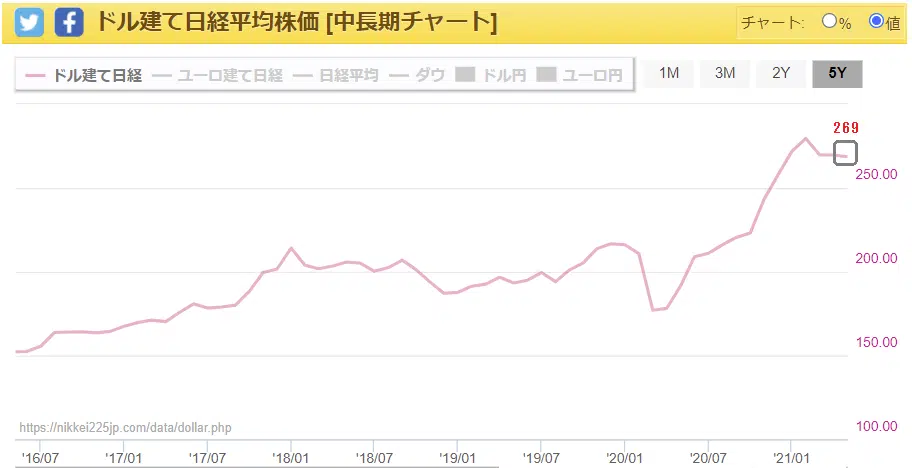 ドル建て日経平均株価 [中長期チャート]
チャート: % 値
ドル建て日経 ユーロ建て日経 日経平均 ダウ ドル円 ユーロ円
1M 3M 2Y 5Y
269
250.00
200.00
150.00
100.00
https://nikkei225jp.com/data/dollar.php
'16/07 '17/01 '17/07 '18/01 '18/07 '19/01 '19/07 '20/01 '20/07 '21/01